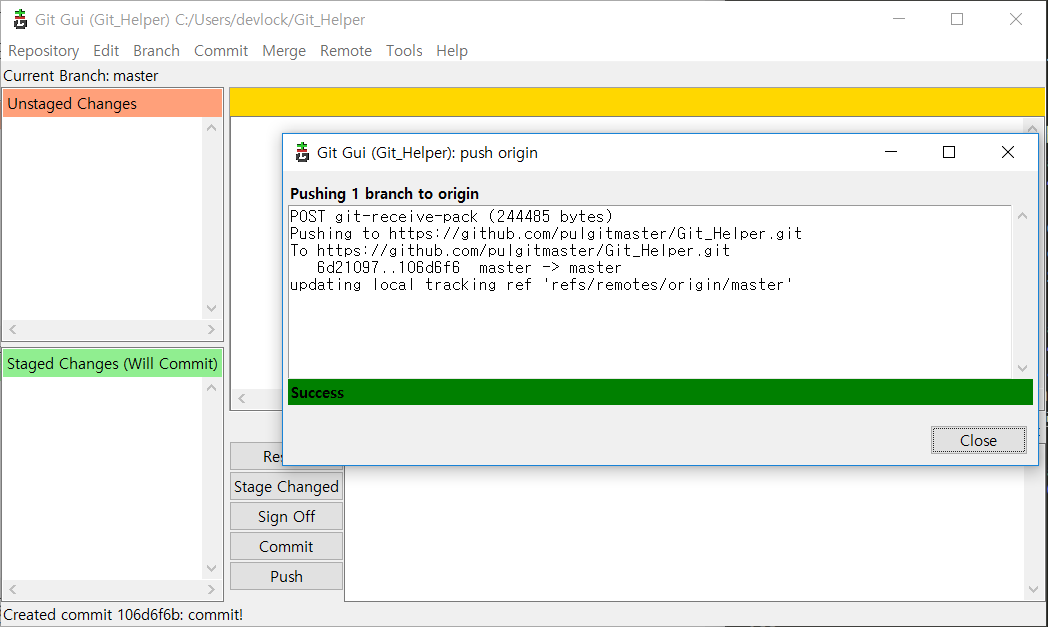 Git Gui (Git_Helper) C:/Users/devlock/Git_Helper
Repository Edit Branch Commit Merge Remote Tools Help
Current Branch: master
Unstaged Changes
Staged Changes (Will Commit)
Git Gui (Git_Helper): push origin
Pushing 1 branch to origin
POST git-receive-pack (244485 bytes)
Pushing to https://github.com/pulgitmaster/Git_Helper.git
To https://github.com/pulgitmaster/Git_Helper.git
6d21097..106d6f6 master -> master
updating local tracking ref 'refs/remotes/origin/master'
Success
Close
Stage Changed
Sign Off
Commit
Push
Created commit 106d6f6b: commit!